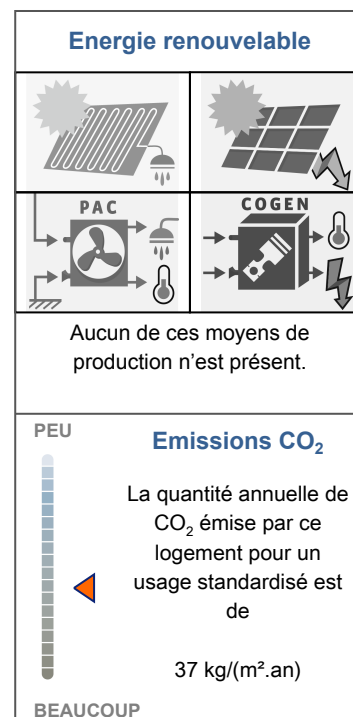 Energie renouvelable
PAC
COGEN
Aucun de ces moyens de
production n’est présent.
PEU
Emissions CO₂
La quantité annuelle de
CO₂ émise par ce
logement pour un
usage standardisé est
de
37 kg/(m².an)
BEAUCOUP